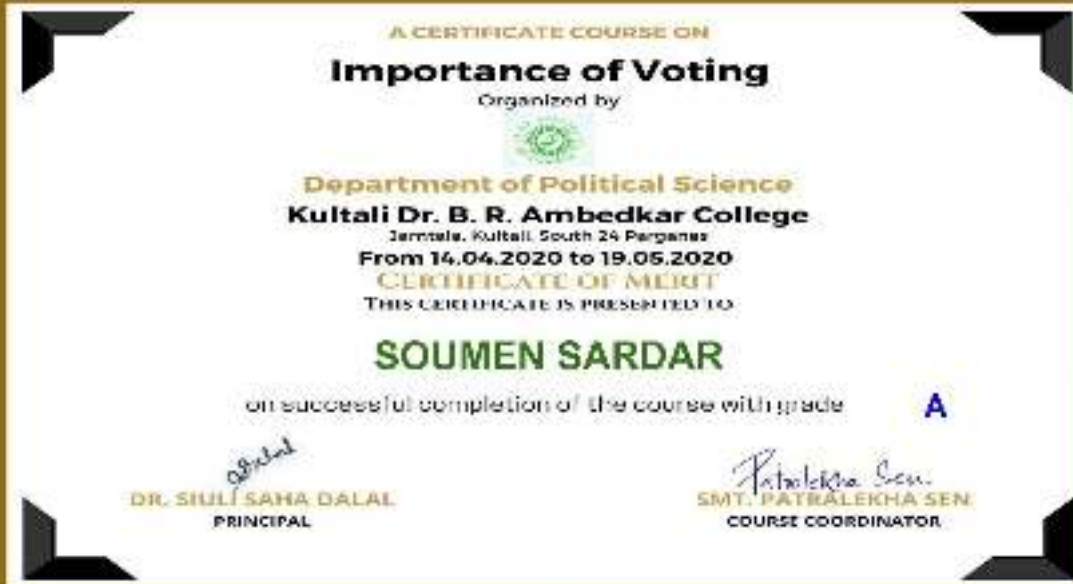 A CERTIFICATE COURSE ON
Importance of Voting
Organized by
Department of Political Science
Kultali Dr. B. R. Ambedkar College
Jamtala, Kultali, South 24 Parganas
From 14.04.2020 to 19.05.2020
CERTIFICATE OF MERIT
THIS CERTIFICATE IS PRESENTED TO
SOUMEN SARDAR
on successful completion of the course with grade A
Patralekha Sen.
DR. SIULI SAHA DALAL
SMT. PATRALEKHA SEN
PRINCIPAL
COURSE COORDINATOR